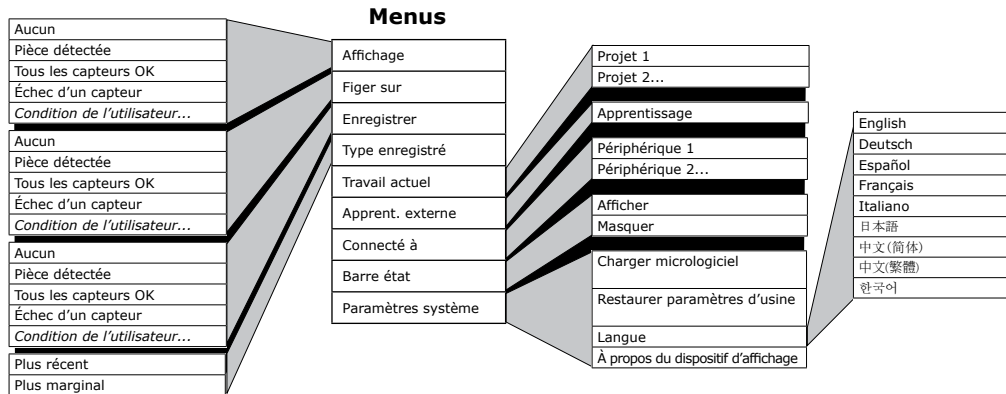 Menus
Aucun
Pièce détectée
Tous les capteurs OK
Échec d'un capteur
Condition de l'utilisateur...
Aucun
Pièce détectée
Tous les capteurs OK
Échec d'un capteur
Condition de l'utilisateur...
Aucun
Pièce détectée
Tous les capteurs OK
Échec d'un capteur
Condition de l'utilisateur...
Plus récent
Plus marginal
Affichage
Figer sur
Enregistrer
Type enregistré
Travail actuel
Apprent. externe
Connecté à
Barre état
Paramètres système
Projet 1
Projet 2...
Apprentissage
Périphérique 1
Périphérique 2...
Afficher
Masquer
Charger micrologiciel
Restaurer paramètres d'usine
Langue
À propos du dispositif d'affichage
English
Deutsch
Español
Français
Italiano
日本語
中文(简体)
中文(繁體)
한국어